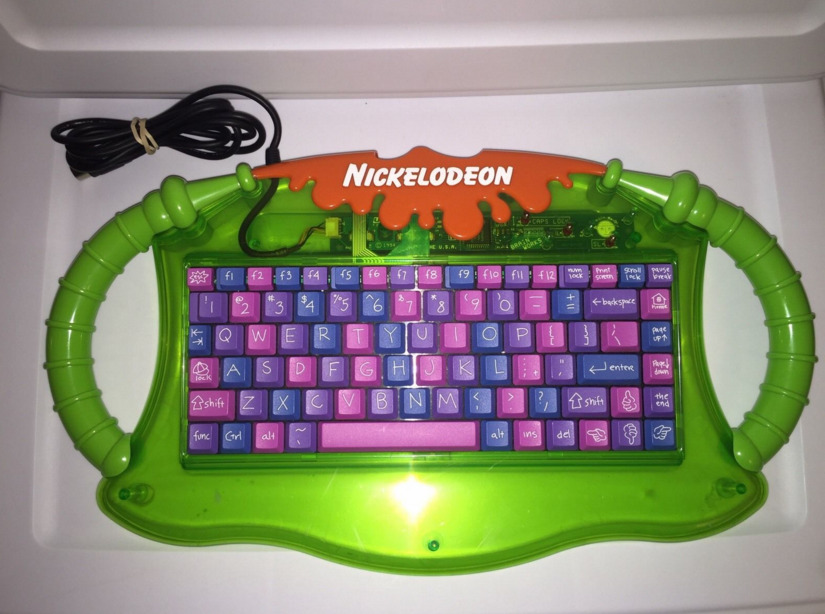 NICKELODEON
CAPS LOCK
f1 f2 f3 f4 f5 f6 f7 f8 f9 f10 f11 f12 num lock Print screen scroll lock pause break
! 1 @ 2 # 3 $ 4 % 5 ^ 6 & 7 * 8 ( 9 ) 0 _ - + = ←backspace
Q W E R T Y U I O P { [ } ] | \ page up↑
lock A S D F G H J K L : ; " ' ↵ enter Page↓ down
⇧shift Z X C V B N M < , > . ? / ⇧shift the end
func Ctrl alt ~ ` alt ins del